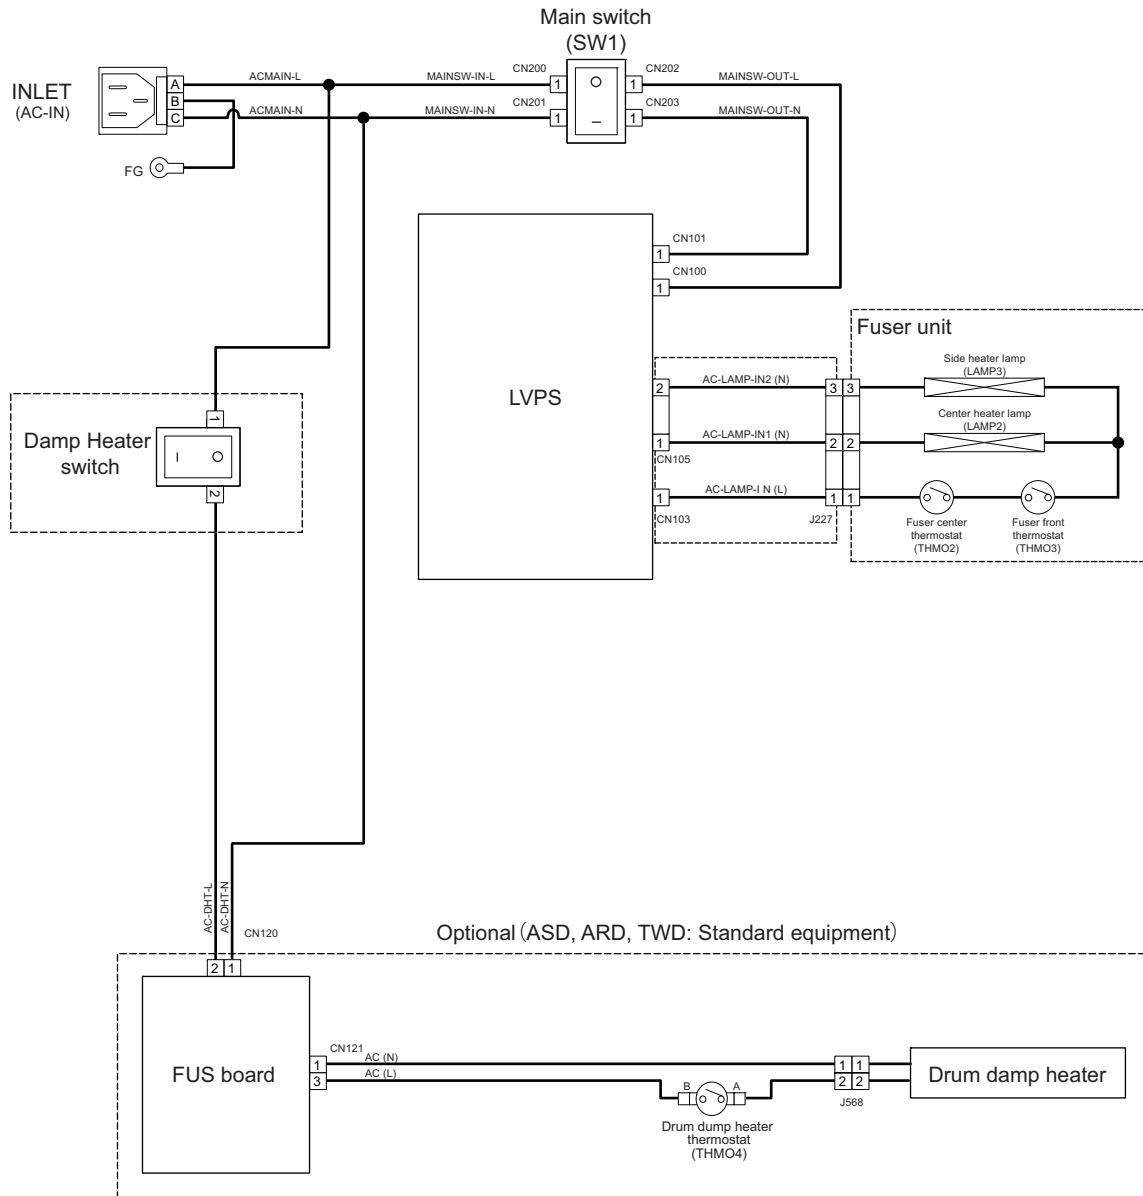 Main switch
(SW1)
INLET
(AC-IN)
A
B
C
ACMAIN-L
ACMAIN-N
MAINSW-IN-L
MAINSW-IN-N
CN200
1
CN201
1
CN202
1
CN203
1
MAINSW-OUT-L
MAINSW-OUT-N
FG
CN101
1
CN100
1
LVPS
Fuser unit
Side heater lamp
(LAMP3)
2
AC-LAMP-IN2 (N)
3 3
Center heater lamp
(LAMP2)
1
AC-LAMP-IN1 (N)
2 2
CN105
AC-LAMP-I N (L)
1
1 1
CN103
J227
Fuser center
thermostat
(THMO2)
Fuser front
thermostat
(THMO3)
Damp Heater
switch
1
2
AC-DHT-L
AC-DHT-N
CN120
2 1
Optional (ASD, ARD, TWD: Standard equipment)
FUS board
CN121
1
3
AC (N)
AC (L)
B
A
Drum dump heater
thermostat
(THMO4)
1 1
2 2
J568
Drum damp heater